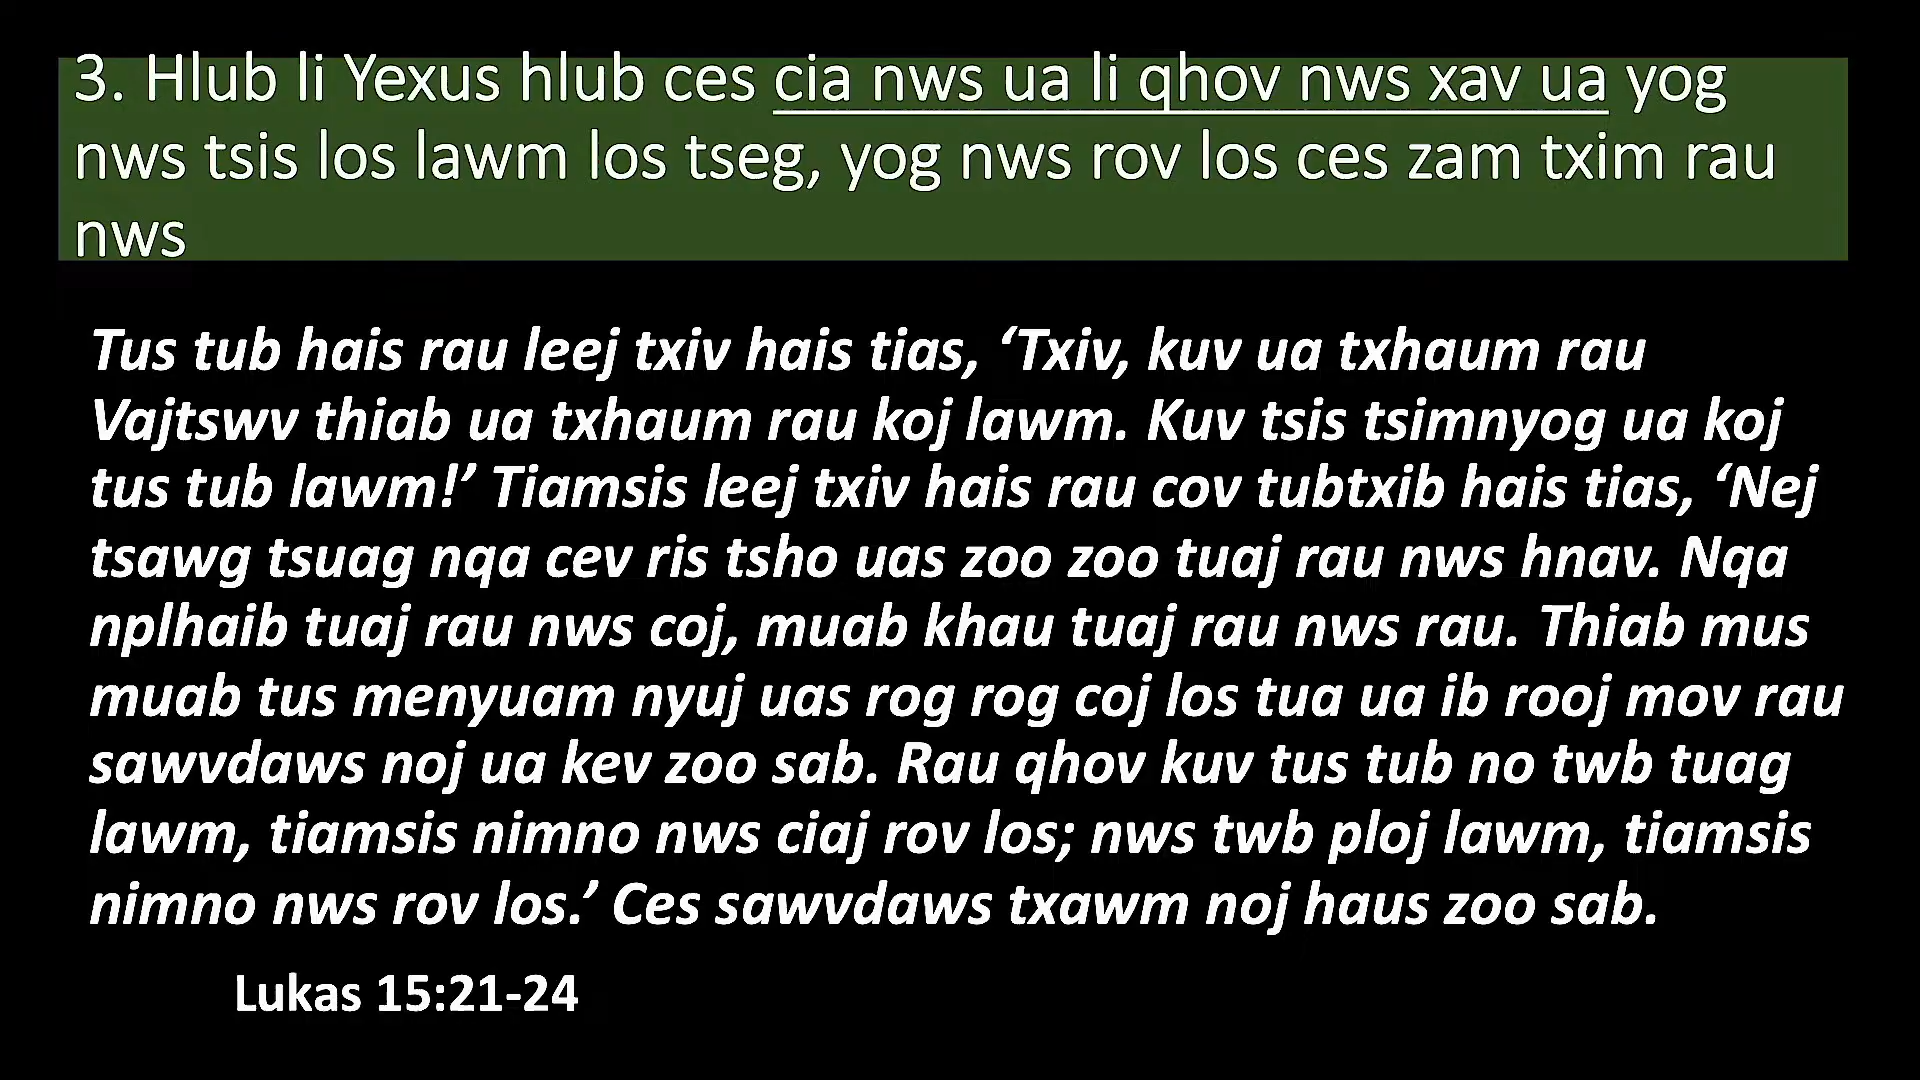 3. Hlub li Yexus hlub ces cia nws ua li qhov nws xav ua yog
nws tsis los lawm los tseg, yog nws rov los ces zam txim rau
nws
Tus tub hais rau leej txiv hais tias, ‘Txiv, kuv ua txhaum rau
Vajtswv thiab ua txhaum rau koj lawm. Kuv tsis tsimnyog ua koj
tus tub lawm!’ Tiamsis leej txiv hais rau cov tubtxib hais tias, ‘Nej
tsawg tsuag nqa cev ris tsho uas zoo zoo tuaj rau nws hnav. Nqa
nplhaib tuaj rau nws coj, muab khau tuaj rau nws rau. Thiab mus
muab tus menyuam nyuj uas rog rog coj los tua ua ib rooj mov rau
sawvdaws noj ua kev zoo sab. Rau qhov kuv tus tub no twb tuag
lawm, tiamsis nimno nws ciaj rov los; nws twb ploj lawm, tiamsis
nimno nws rov los.’ Ces sawvdaws txawm noj haus zoo sab.
Lukas 15:21-24